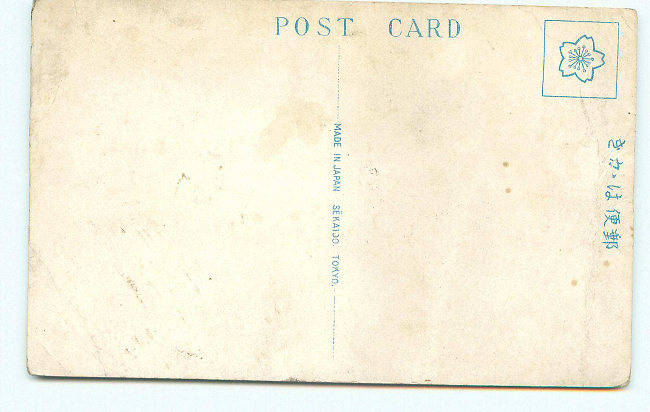 POST CARD
MADE IN JAPAN SEKAIDO. TOKYO.
きかは便郵